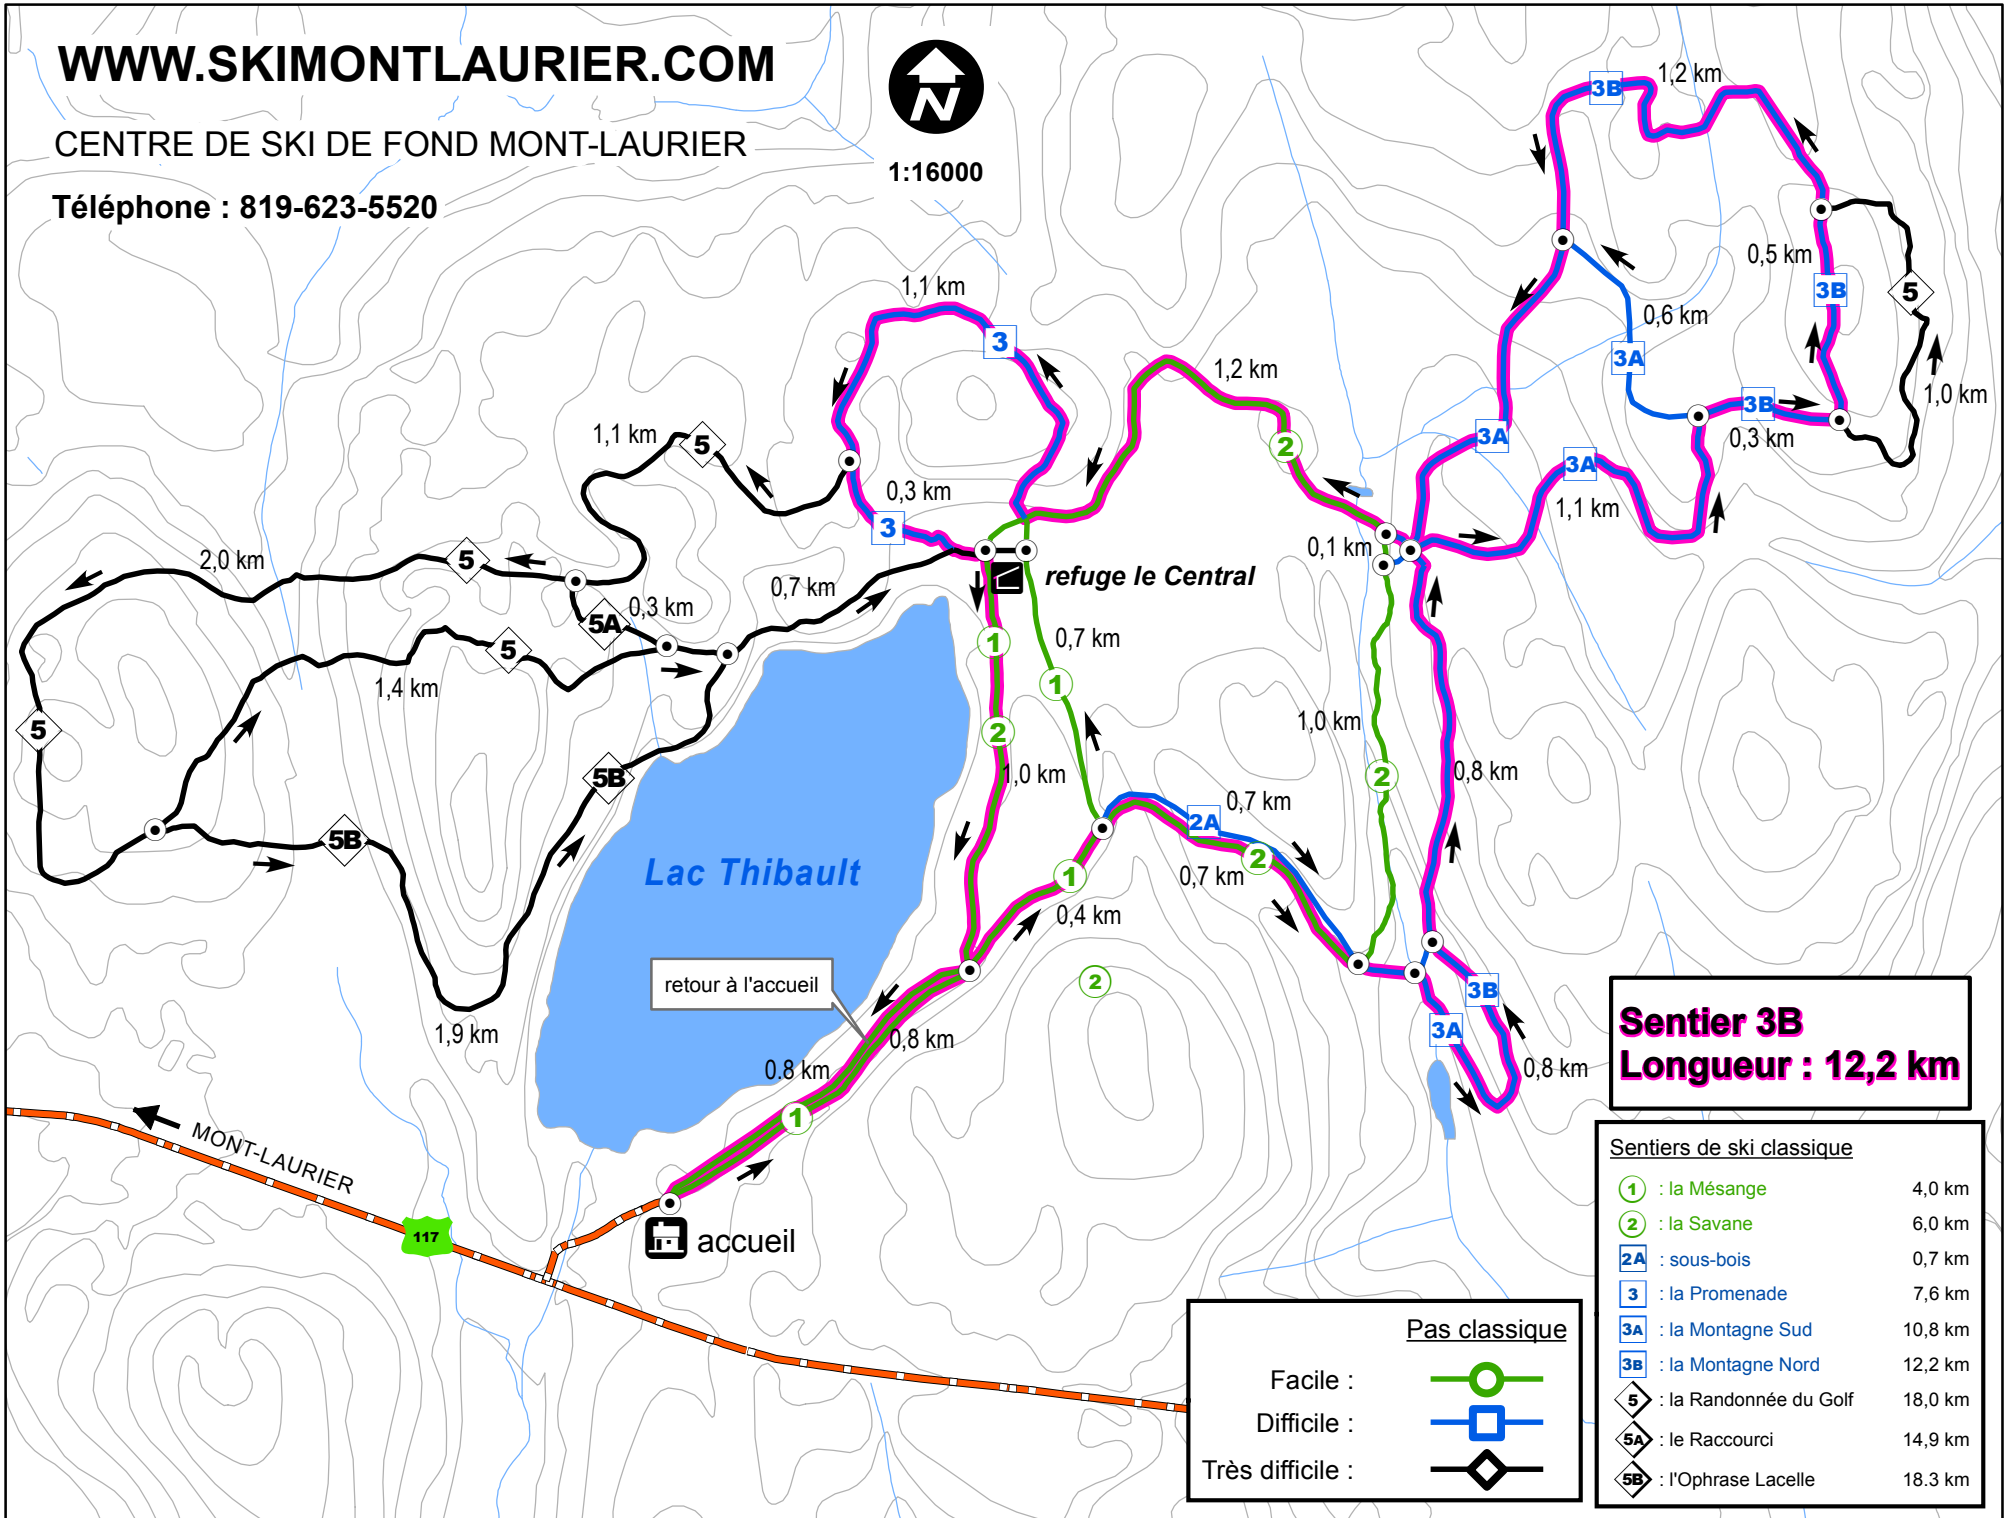 WWW.SKIMONTLAURIER.COM
CENTRE DE SKI DE FOND MONT-LAURIER
Téléphone : 819-623-5520
N
1:16000
3B
1,2 km
0,5 km
3B
5
0,6 km
3A
1,0 km
3B
0,3 km
3A
3A
1,1 km
1,1 km
3
1,2 km
2
1,1 km
5
0,3 km
3
0,1 km
2,0 km
5
0,7 km
refuge le Central
0,3 km
5A
5
1
0,7 km
1,4 km
1
5
2
1,0 km
1,0 km
2
0,8 km
5B
5B
0,7 km
2A
2
0,7 km
Lac Thibault
1
0,4 km
2
retour à l'accueil
3B
3A
1,9 km
0,8 km
0.8 km
0,8 km
1
MONT-LAURIER
117
accueil
Sentier 3B
Longueur : 12,2 km
Sentiers de ski classique
1 : la Mésange 4,0 km
2 : la Savane 6,0 km
2A : sous-bois 0,7 km
3 : la Promenade 7,6 km
3A : la Montagne Sud 10,8 km
3B : la Montagne Nord 12,2 km
5 : la Randonnée du Golf 18,0 km
5A : le Raccourci 14,9 km
5B : l'Ophrase Lacelle 18.3 km
Pas classique
Facile :
Difficile :
Très difficile :